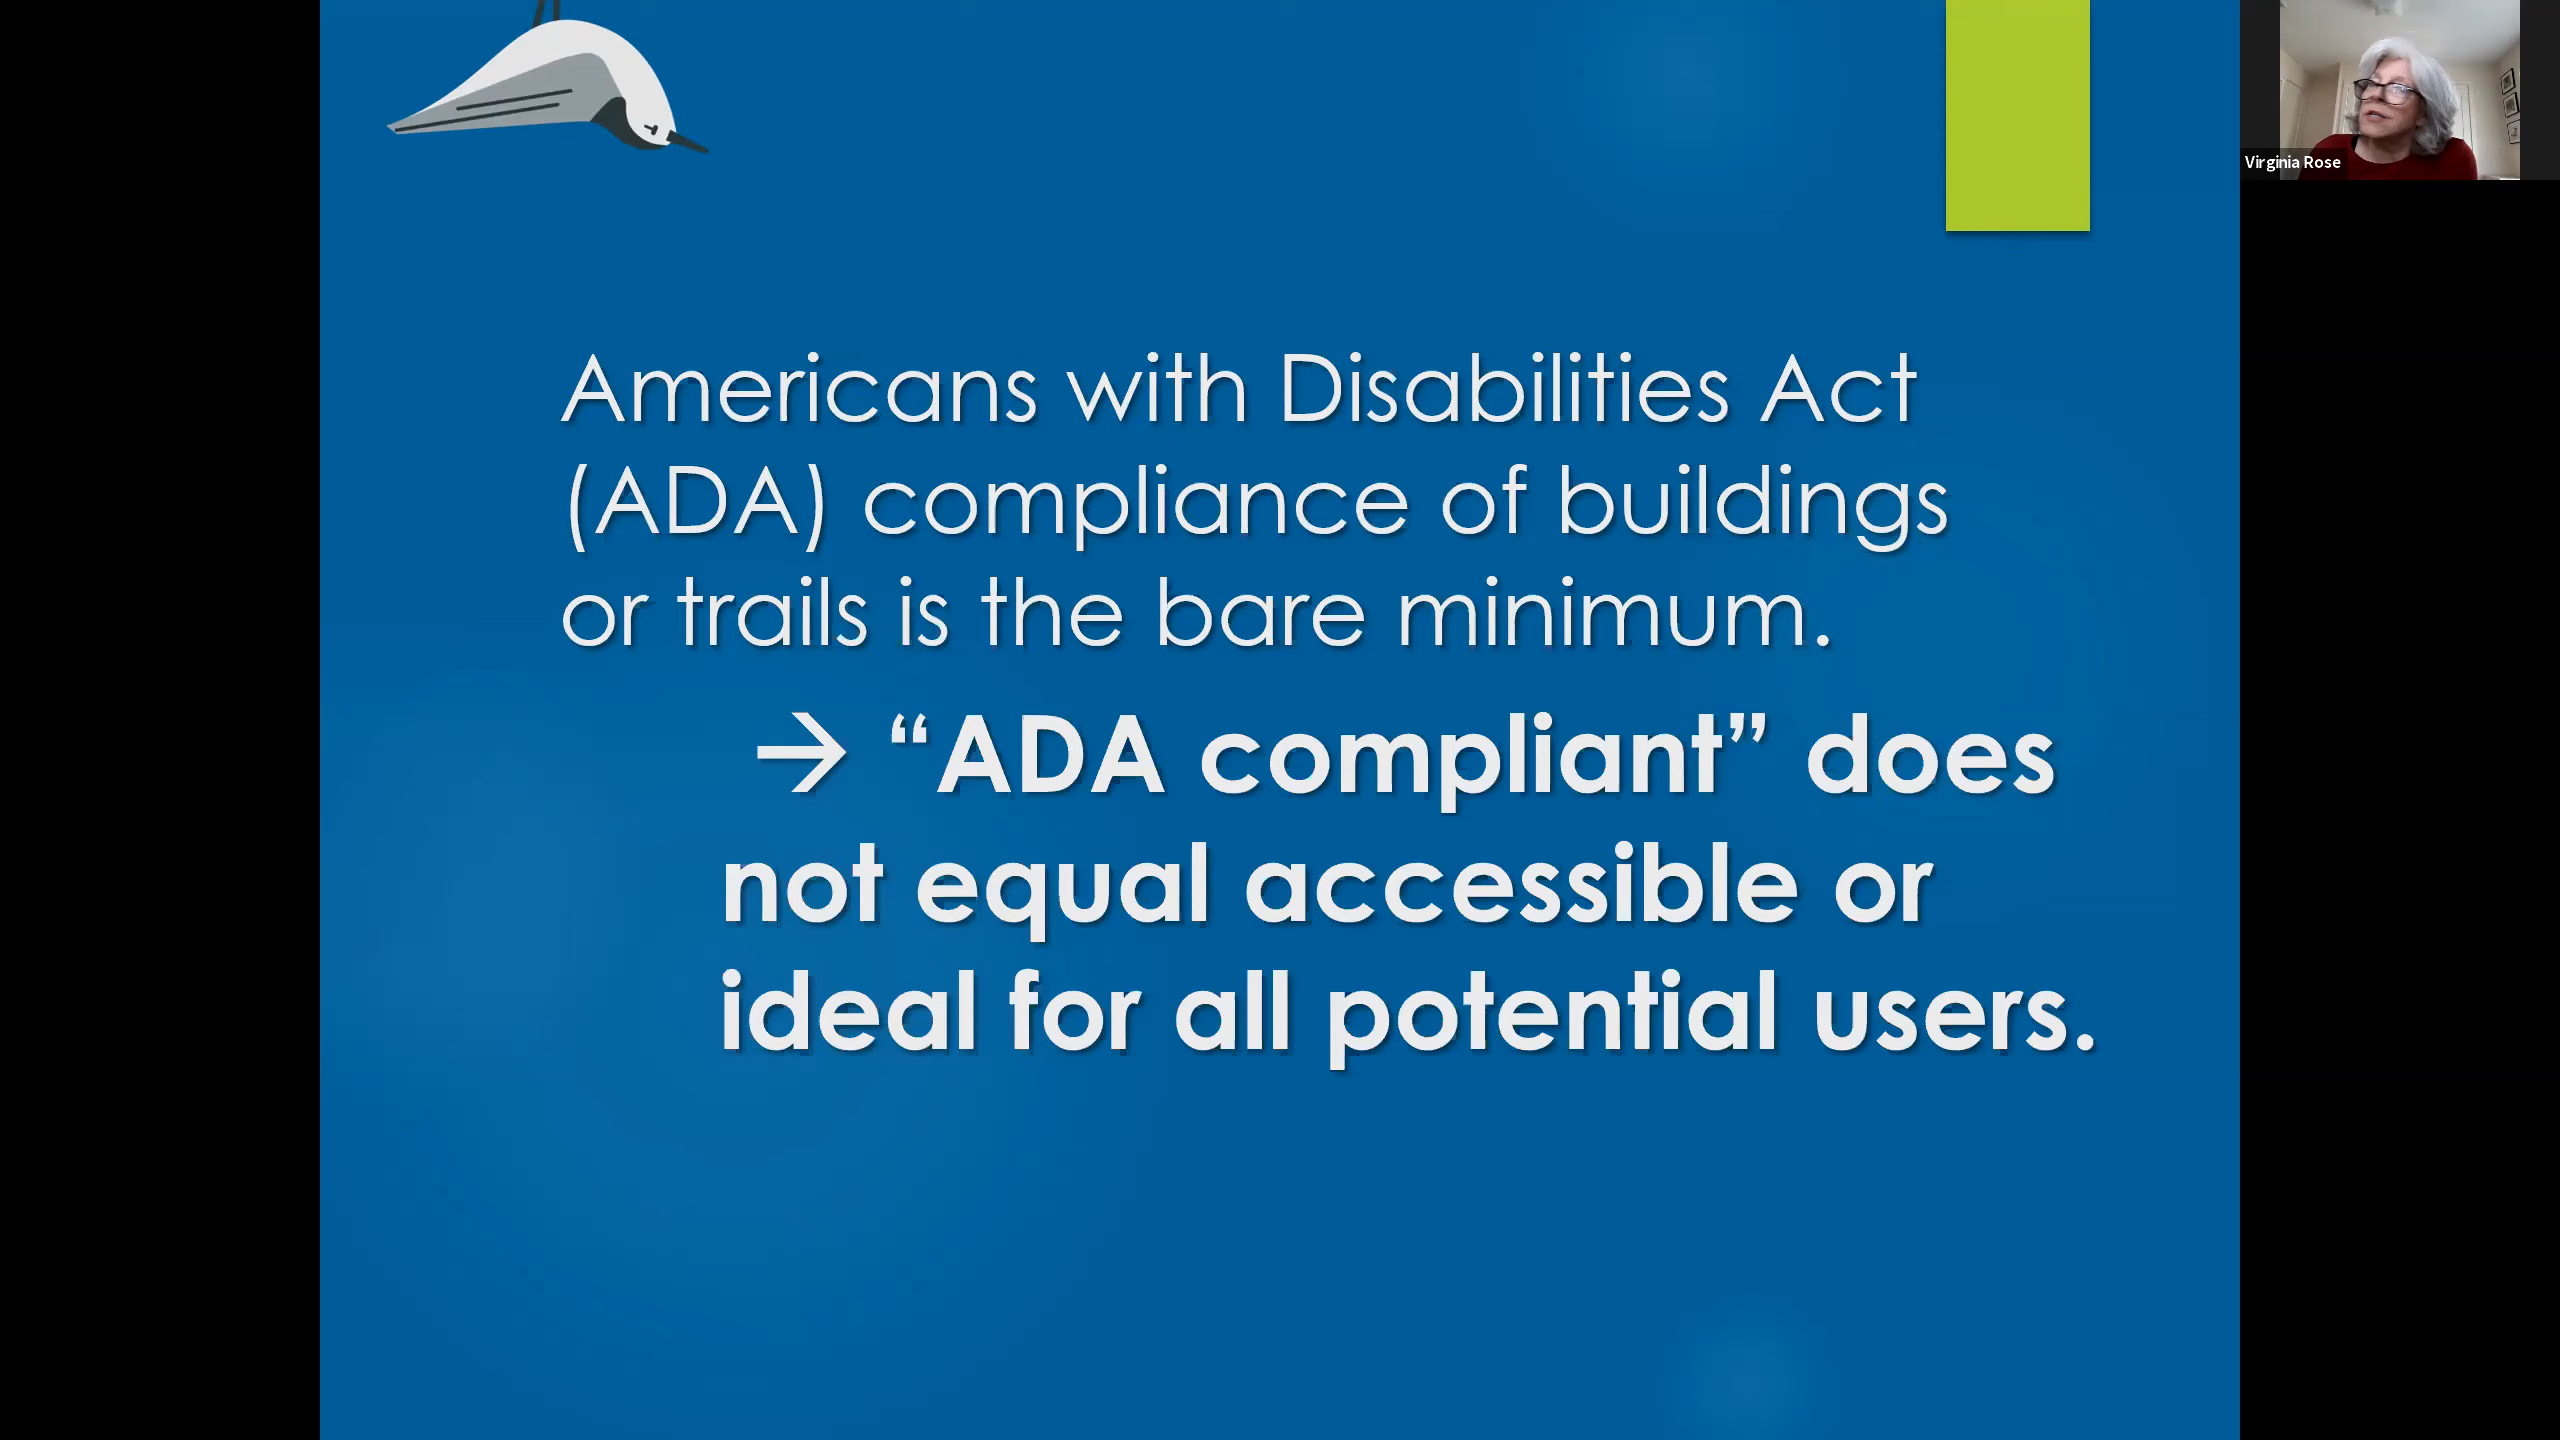 Americans with Disabilities Act
(ADA) compliance of buildings
or trails is the bare minimum.
→ “ADA compliant” does
not equal accessible or
ideal for all potential users.
Virginia Rose